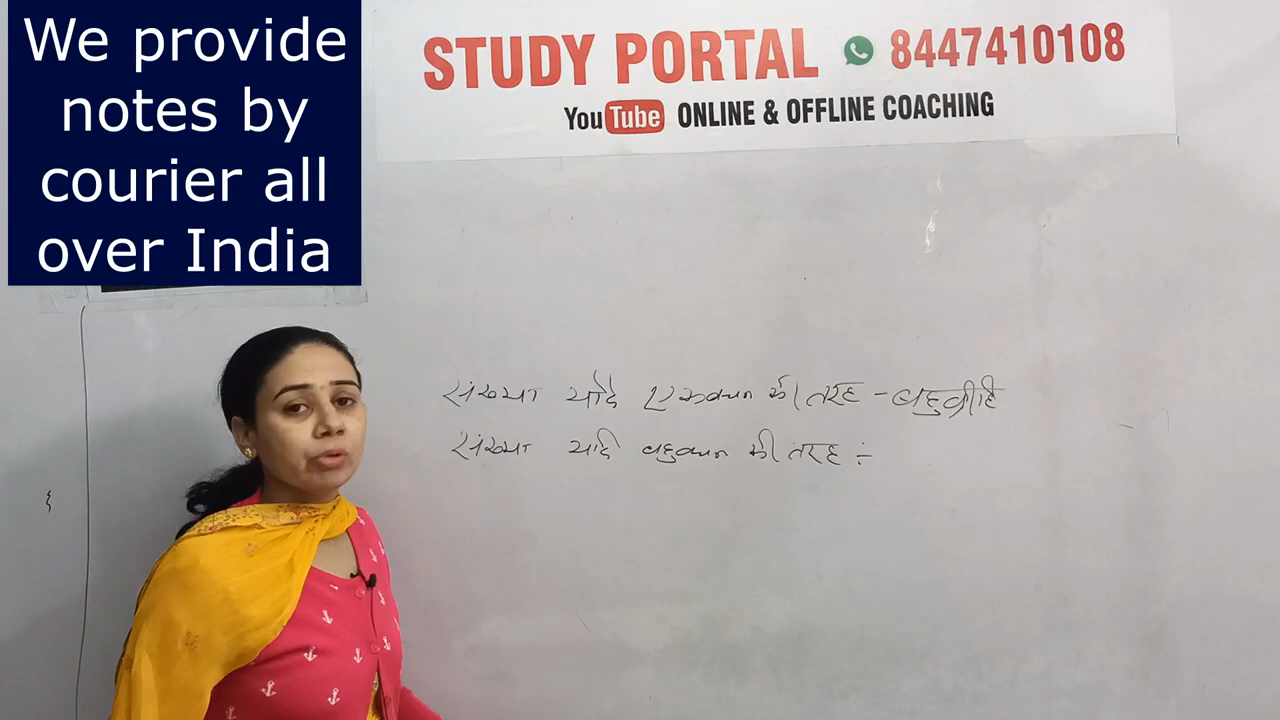 We provide
notes by
courier all
over India
STUDY PORTAL 8447410108
YouTube ONLINE & OFFLINE COACHING
संख्या यदि एकवचन की तरह - बहुव्रीहि
संख्या यदि बहुवचन की तरह :-